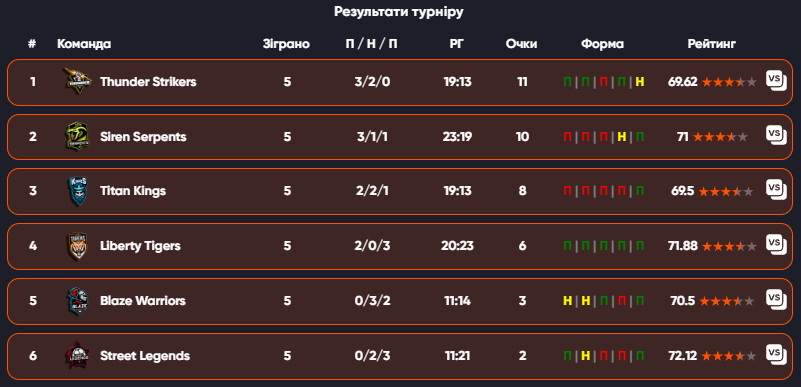 Результати турніру
# Команда Зіграно П / Н / П РГ Очки Форма Рейтинг
1 Thunder Strikers 5 3/2/0 19:13 11 П | П | П | П | Н 69.62 VS
2 Siren Serpents 5 3/1/1 23:19 10 П | П | П | Н | П 71 VS
3 Titan Kings 5 2/2/1 19:13 8 П | П | П | П | П 69.5 VS
4 Liberty Tigers 5 2/0/3 20:23 6 П | П | П | П | П 71.88 VS
5 Blaze Warriors 5 0/3/2 11:14 3 Н | Н | П | П | П 70.5 VS
6 Street Legends 5 0/2/3 11:21 2 П | Н | П | П | П 72.12 VS